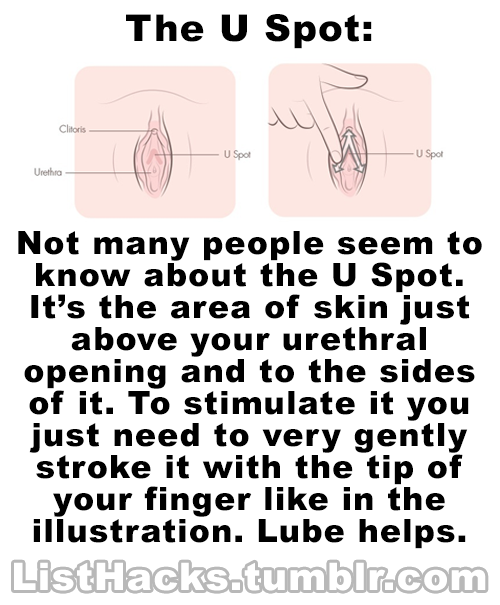 The U Spot:
Clitoris
U Spot
Urethra
U Spot
Not many people seem to
know about the U Spot.
It's the area of skin just
above your urethral
opening and to the sides
of it. To stimulate it you
just need to very gently
stroke it with the tip of
your finger like in the
illustration. Lube helps.
ListHacks.tumblr.com